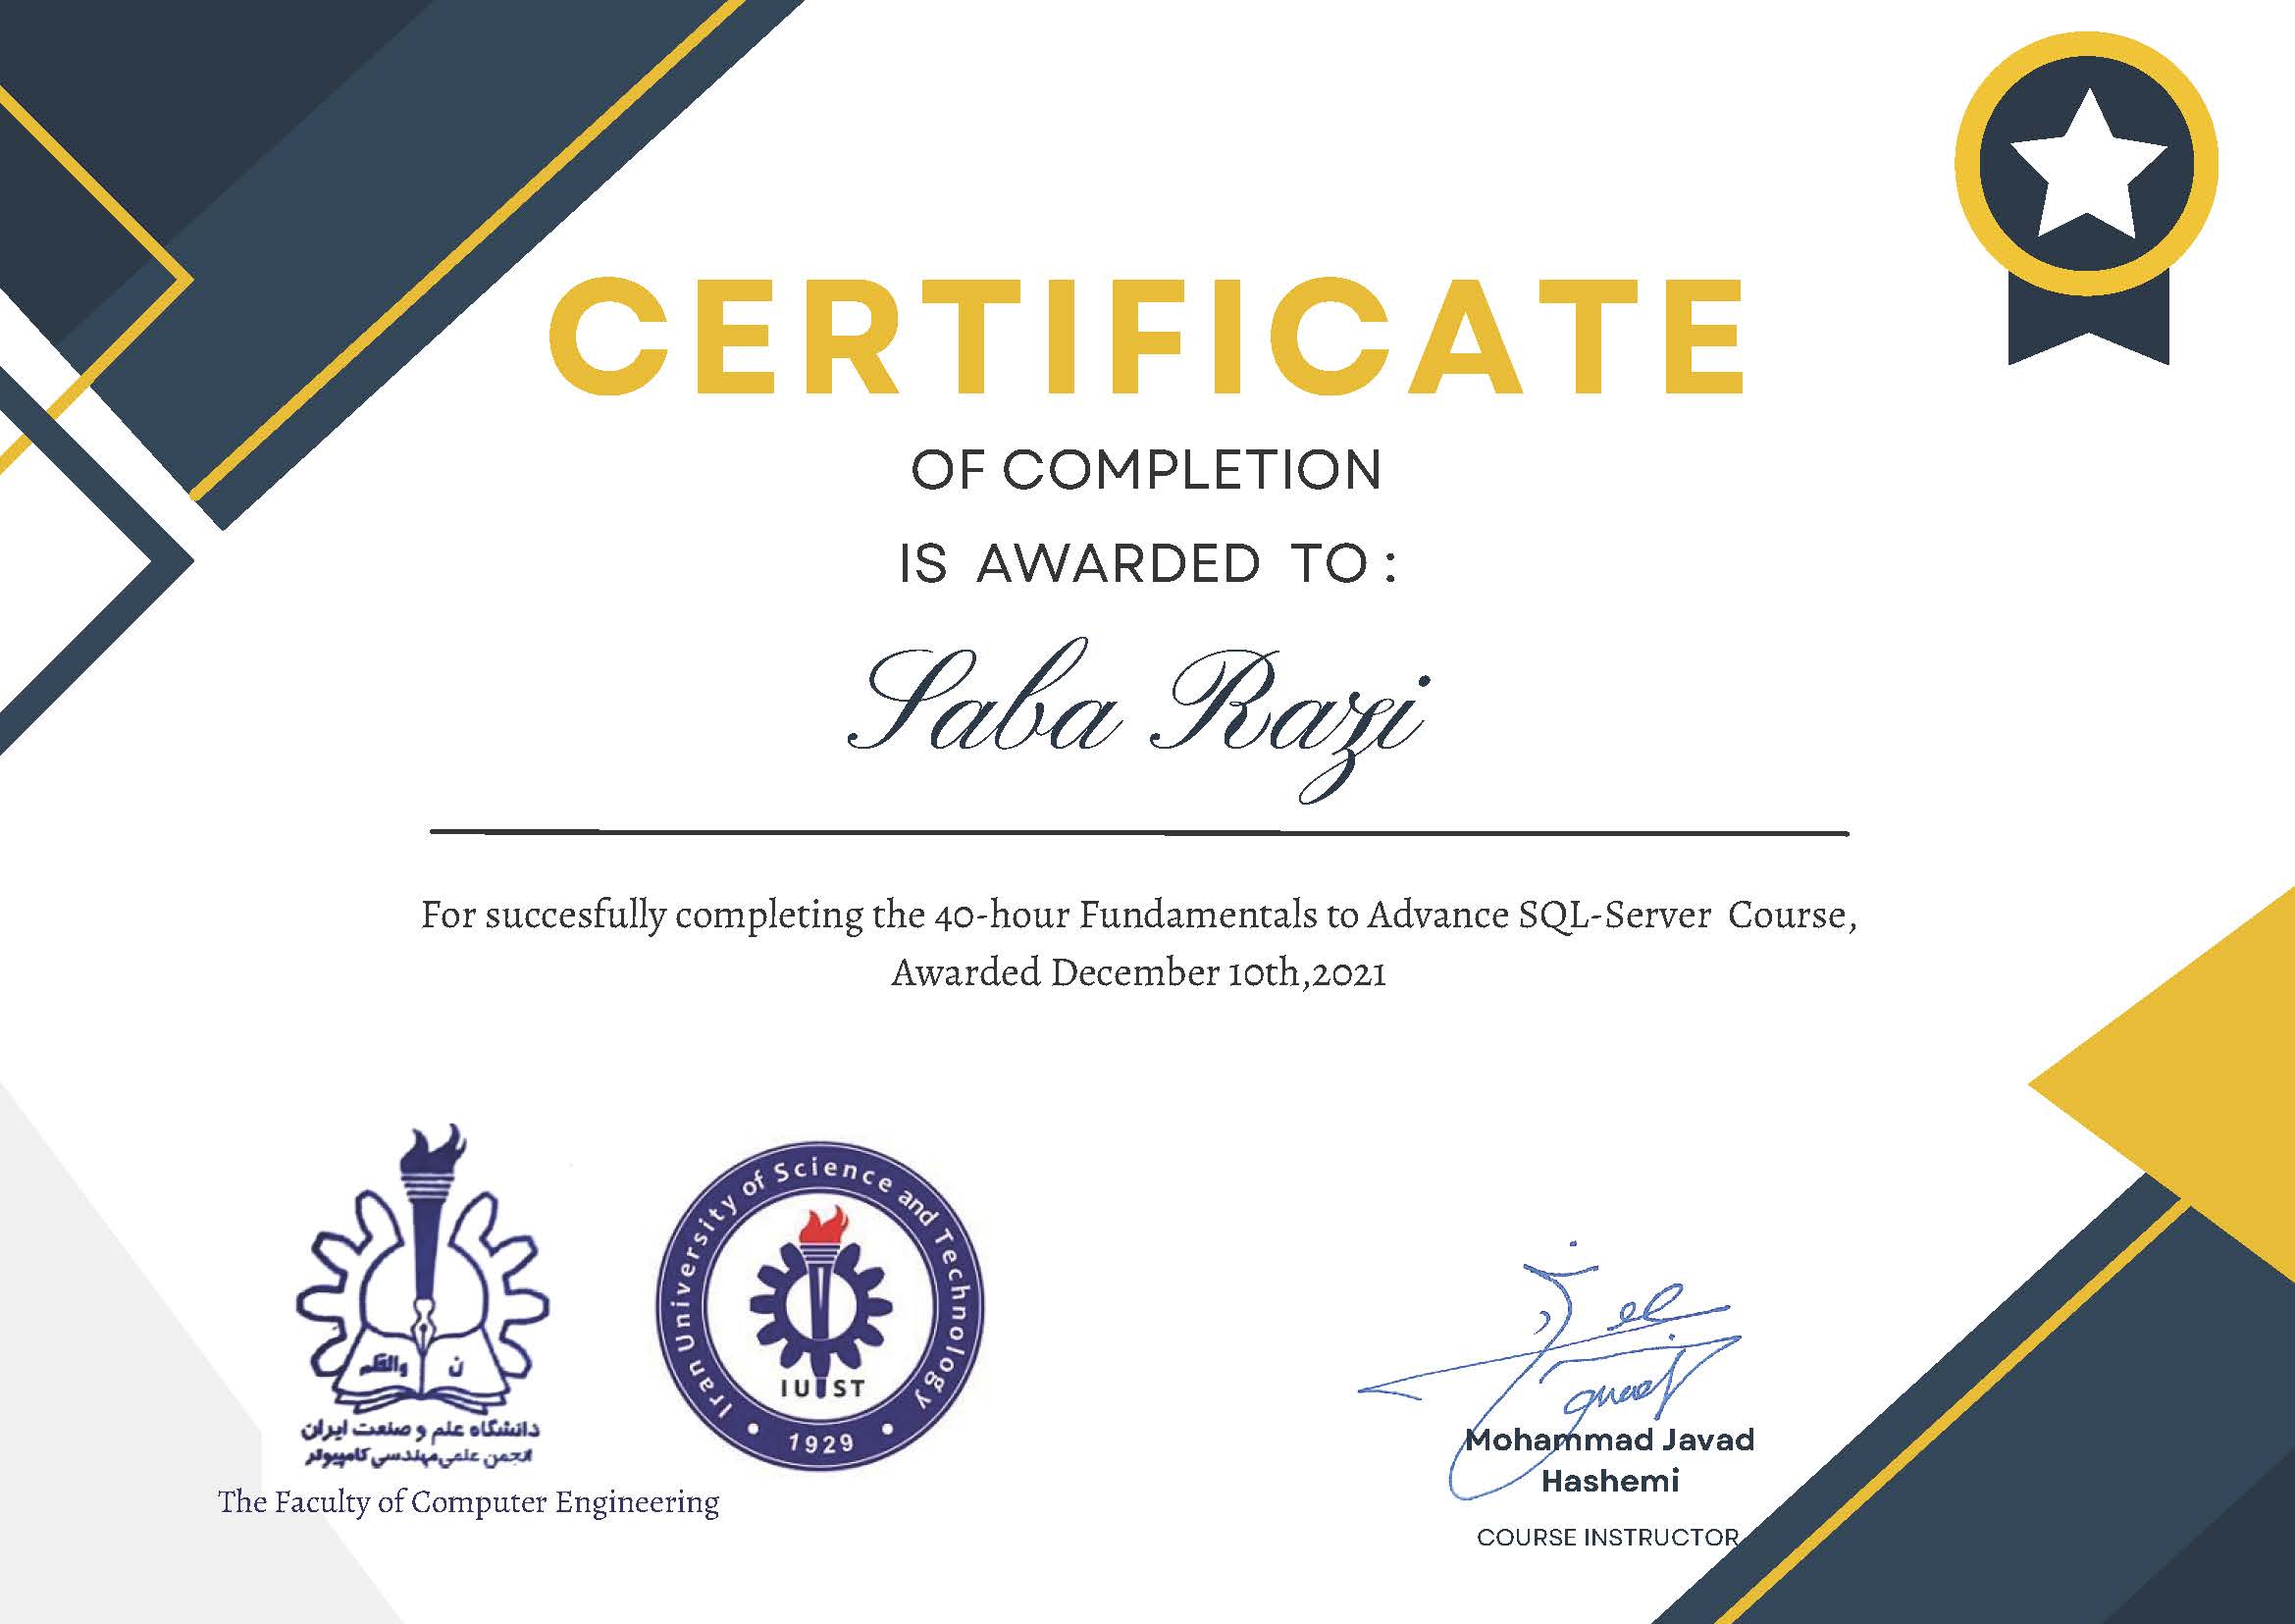 CERTIFICATE
OF COMPLETION
IS AWARDED TO :
Saba Razi
For succesfully completing the 40-hour Fundamentals to Advance SQL-Server Course,
Awarded December 10th,2021
ن والقلم
دانشگاه علم و صنعت ایران
انجمن علمی مهندسی کامپیوتر
The Faculty of Computer Engineering
Iran University of Science and Technology
IUST
1929
Mohammad Javad
Hashemi
COURSE INSTRUCTOR